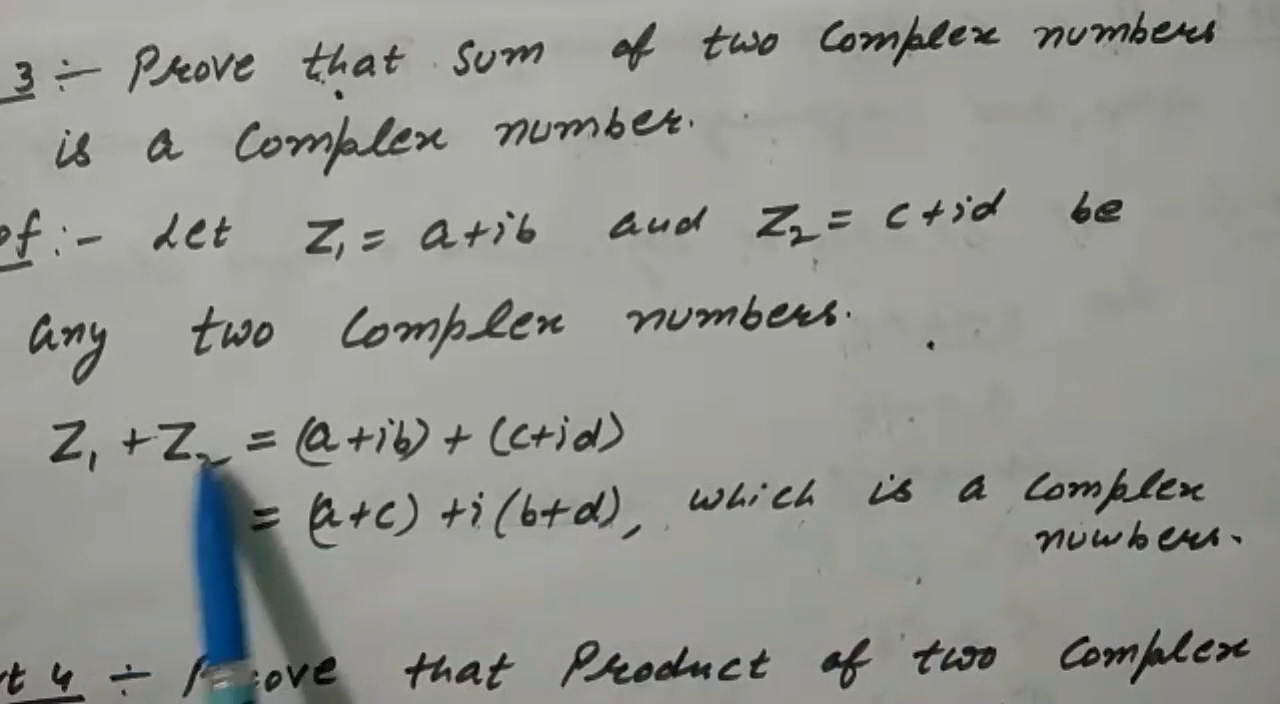 3 ÷ Prove that sum of two Complex numbers
is a Complex number.
of :- Let Z₁ = a+ib and Z₂ = c+id be
any two Complex numbers.
Z₁ + Z₂ = (a+ib) + (c+id)
= (a+c) + i(b+d), which is a Complex
numbers.
t 4 ÷ Prove that Product of two Complex